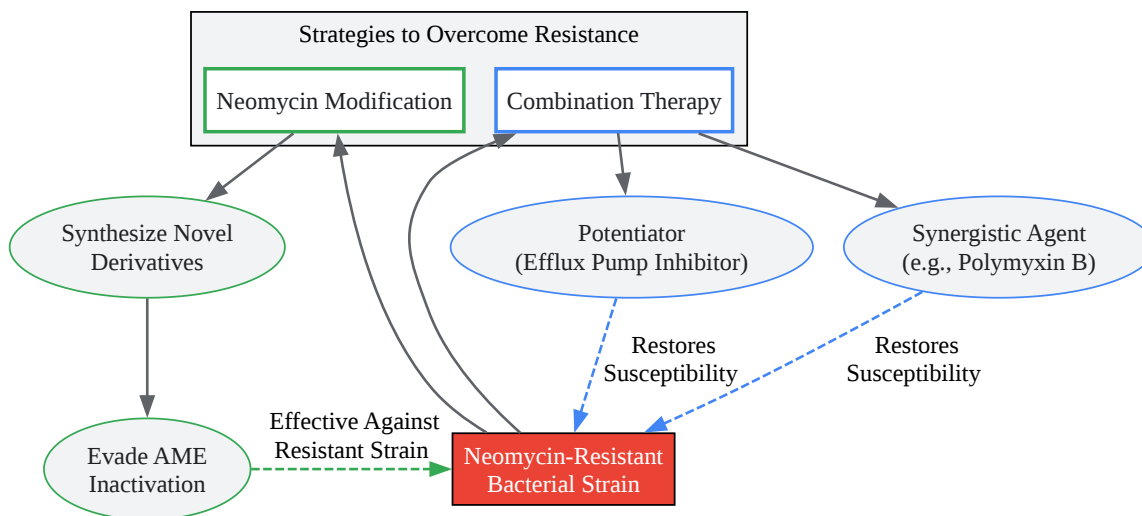 Strategies to Overcome Resistance
Neomycin Modification
Combination Therapy
Synthesize Novel
Derivatives
Potentiator
(Efflux Pump Inhibitor)
Synergistic Agent
(e.g., Polymyxin B)
Restores
Susceptibility
Restores
Susceptibility
Effective Against
Resistant Strain
Evade AME
Inactivation
Neomycin-Resistant
Bacterial Strain